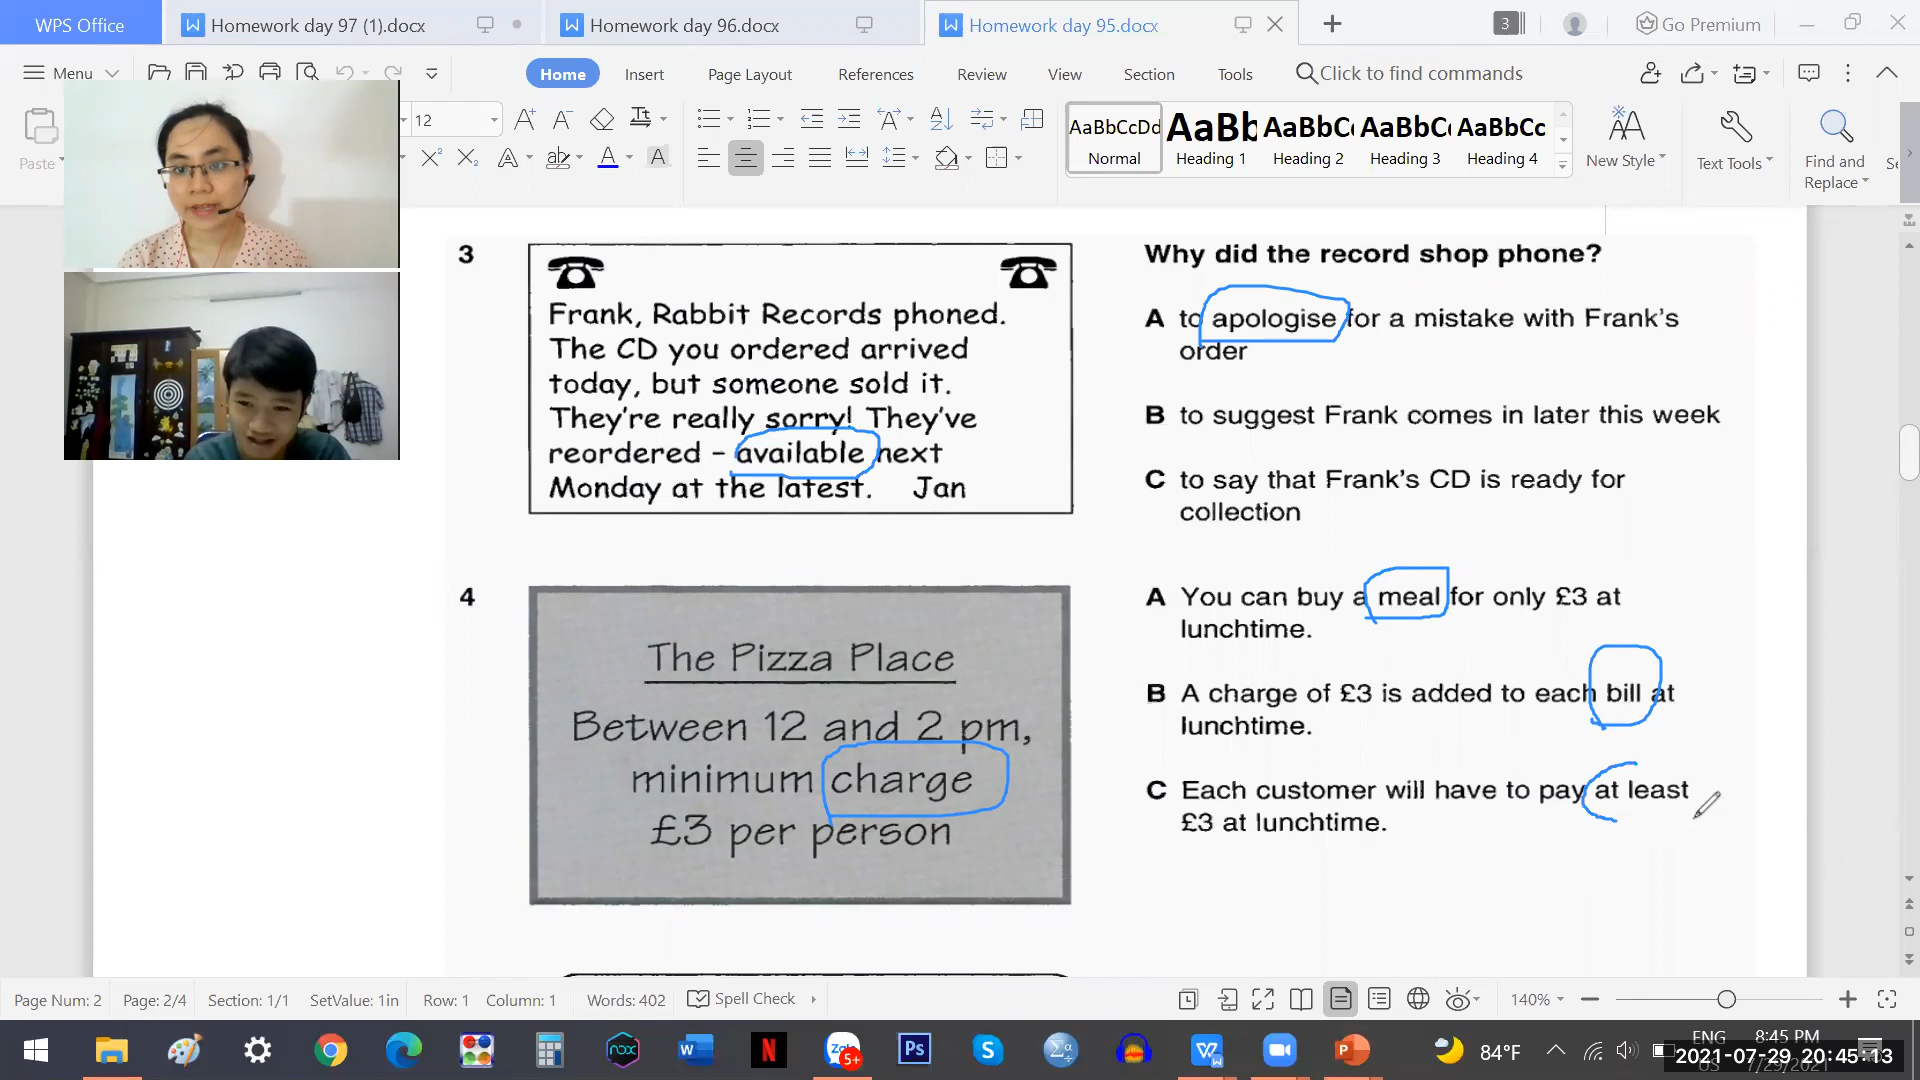 WPS Office
Homework day 97 (1).docx
Homework day 96.docx
Homework day 95.docx
3
Go Premium
Menu
Home
Insert
Page Layout
References
Review
View
Section
Tools
Click to find commands
Paste
12
AaBbCcDd
Normal
AaBb
Heading 1
AaBbC
Heading 2
AaBbC
Heading 3
AaBbCc
Heading 4
New Style
Text Tools
Find and
Replace
3
Frank, Rabbit Records phoned.
The CD you ordered arrived
today, but someone sold it.
They're really sorry! They've
reordered – available next
Monday at the latest. Jan
Why did the record shop phone?
A to apologise for a mistake with Frank's
order
B to suggest Frank comes in later this week
C to say that Frank's CD is ready for
collection
4
The Pizza Place
Between 12 and 2 pm,
minimum charge
£3 per person
A You can buy a meal for only £3 at
lunchtime.
B A charge of £3 is added to each bill at
lunchtime.
C Each customer will have to pay at least
£3 at lunchtime.
Page Num: 2
Page: 2/4
Section: 1/1
SetValue: 1in
Row: 1
Column: 1
Words: 402
Spell Check
140%
84°F
ENG
8:45 PM
2021-07-29 20:45:13